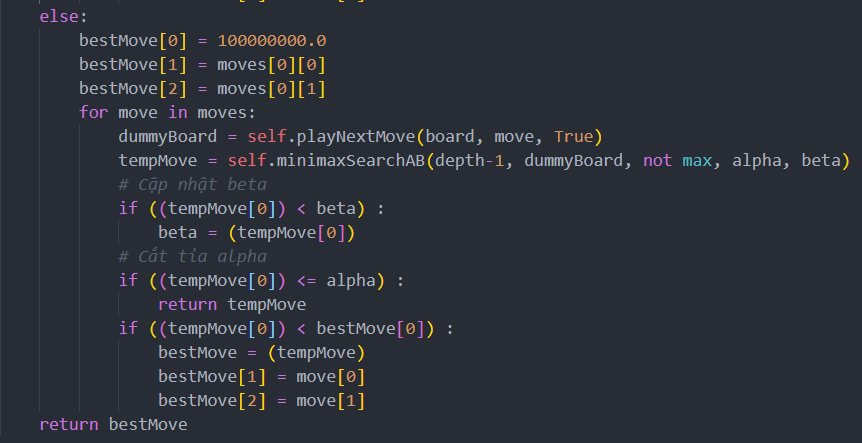 else:
bestMove[0] = 100000000.0
bestMove[1] = moves[0][0]
bestMove[2] = moves[0][1]
for move in moves:
dummyBoard = self.playNextMove(board, move, True)
tempMove = self.minimaxSearchAB(depth-1, dummyBoard, not max, alpha, beta)
# Cập nhật beta
if ((tempMove[0]) < beta) :
beta = (tempMove[0])
# Cắt tỉa alpha
if ((tempMove[0]) <= alpha) :
return tempMove
if ((tempMove[0]) < bestMove[0]) :
bestMove = (tempMove)
bestMove[1] = move[0]
bestMove[2] = move[1]
return bestMove